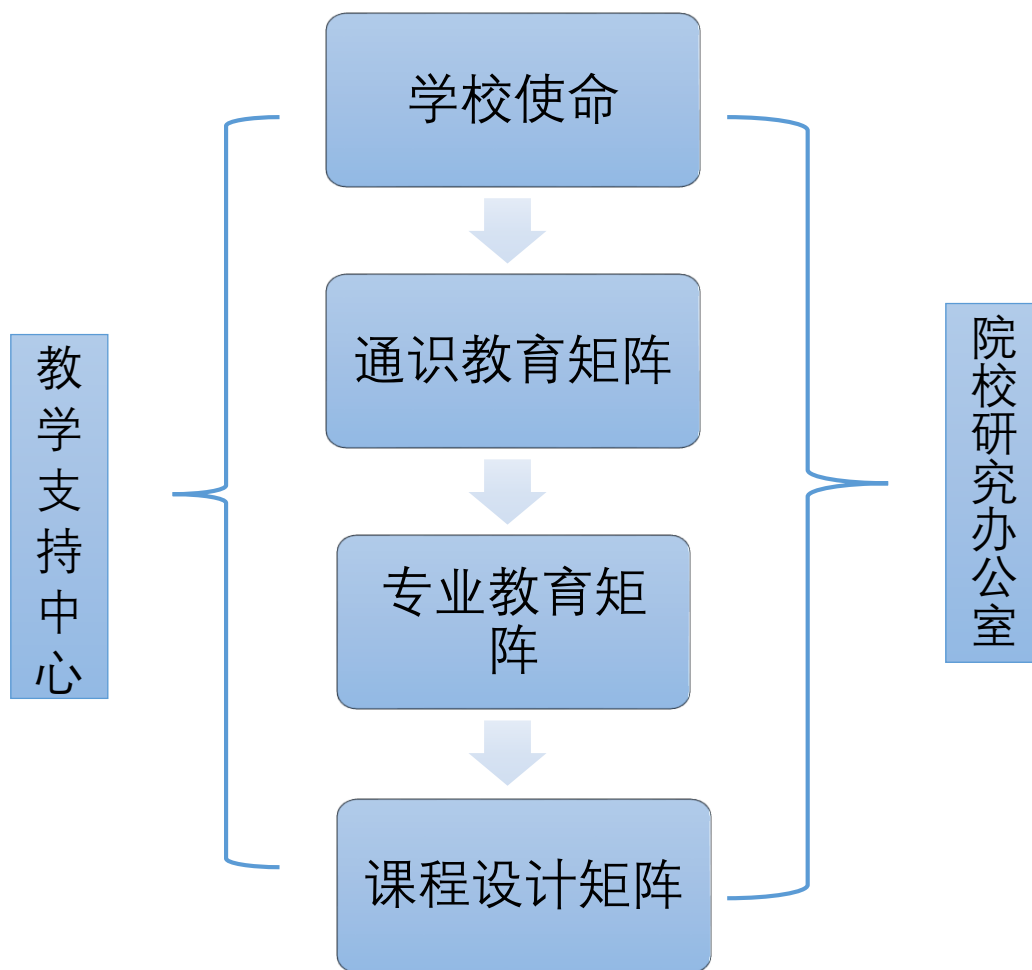 学校使命
通识教育矩阵
专业教育矩
阵
课程设计矩阵
教学支持中心
院校研究办公室